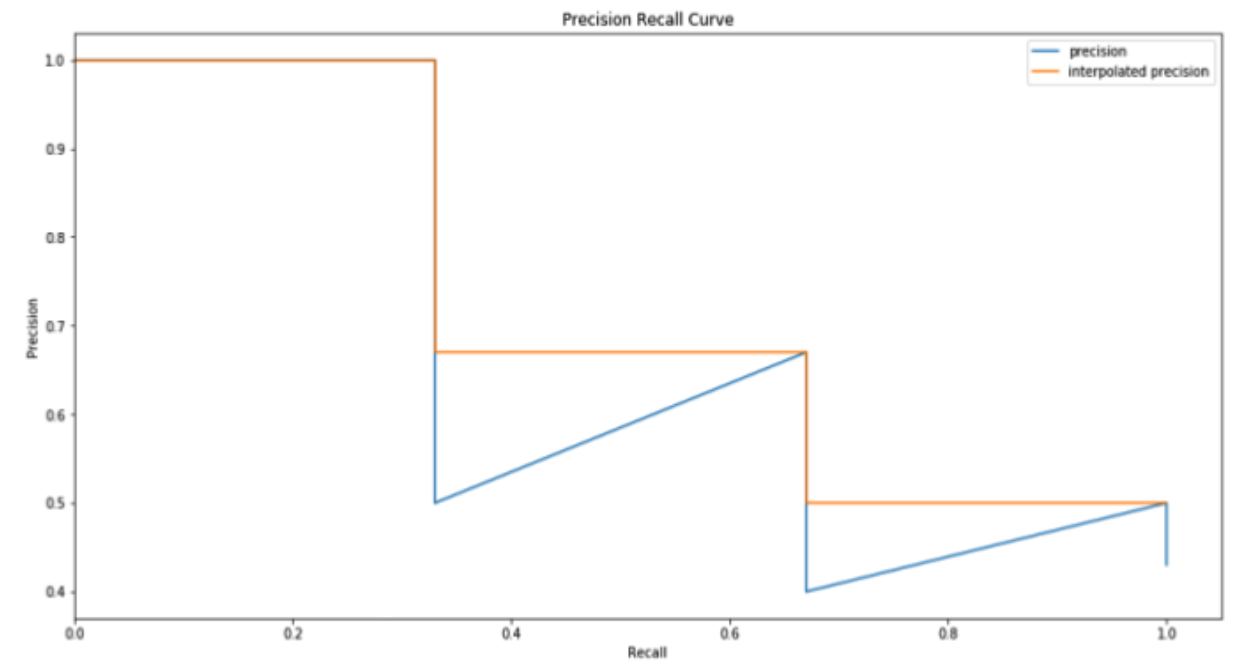 Precision Recall Curve
precision
interpolated precision
1.0
0.9
0.8
0.7
0.6
0.5
0.4
Precision
0.0
0.2
0.4
0.6
0.8
1.0
Recall